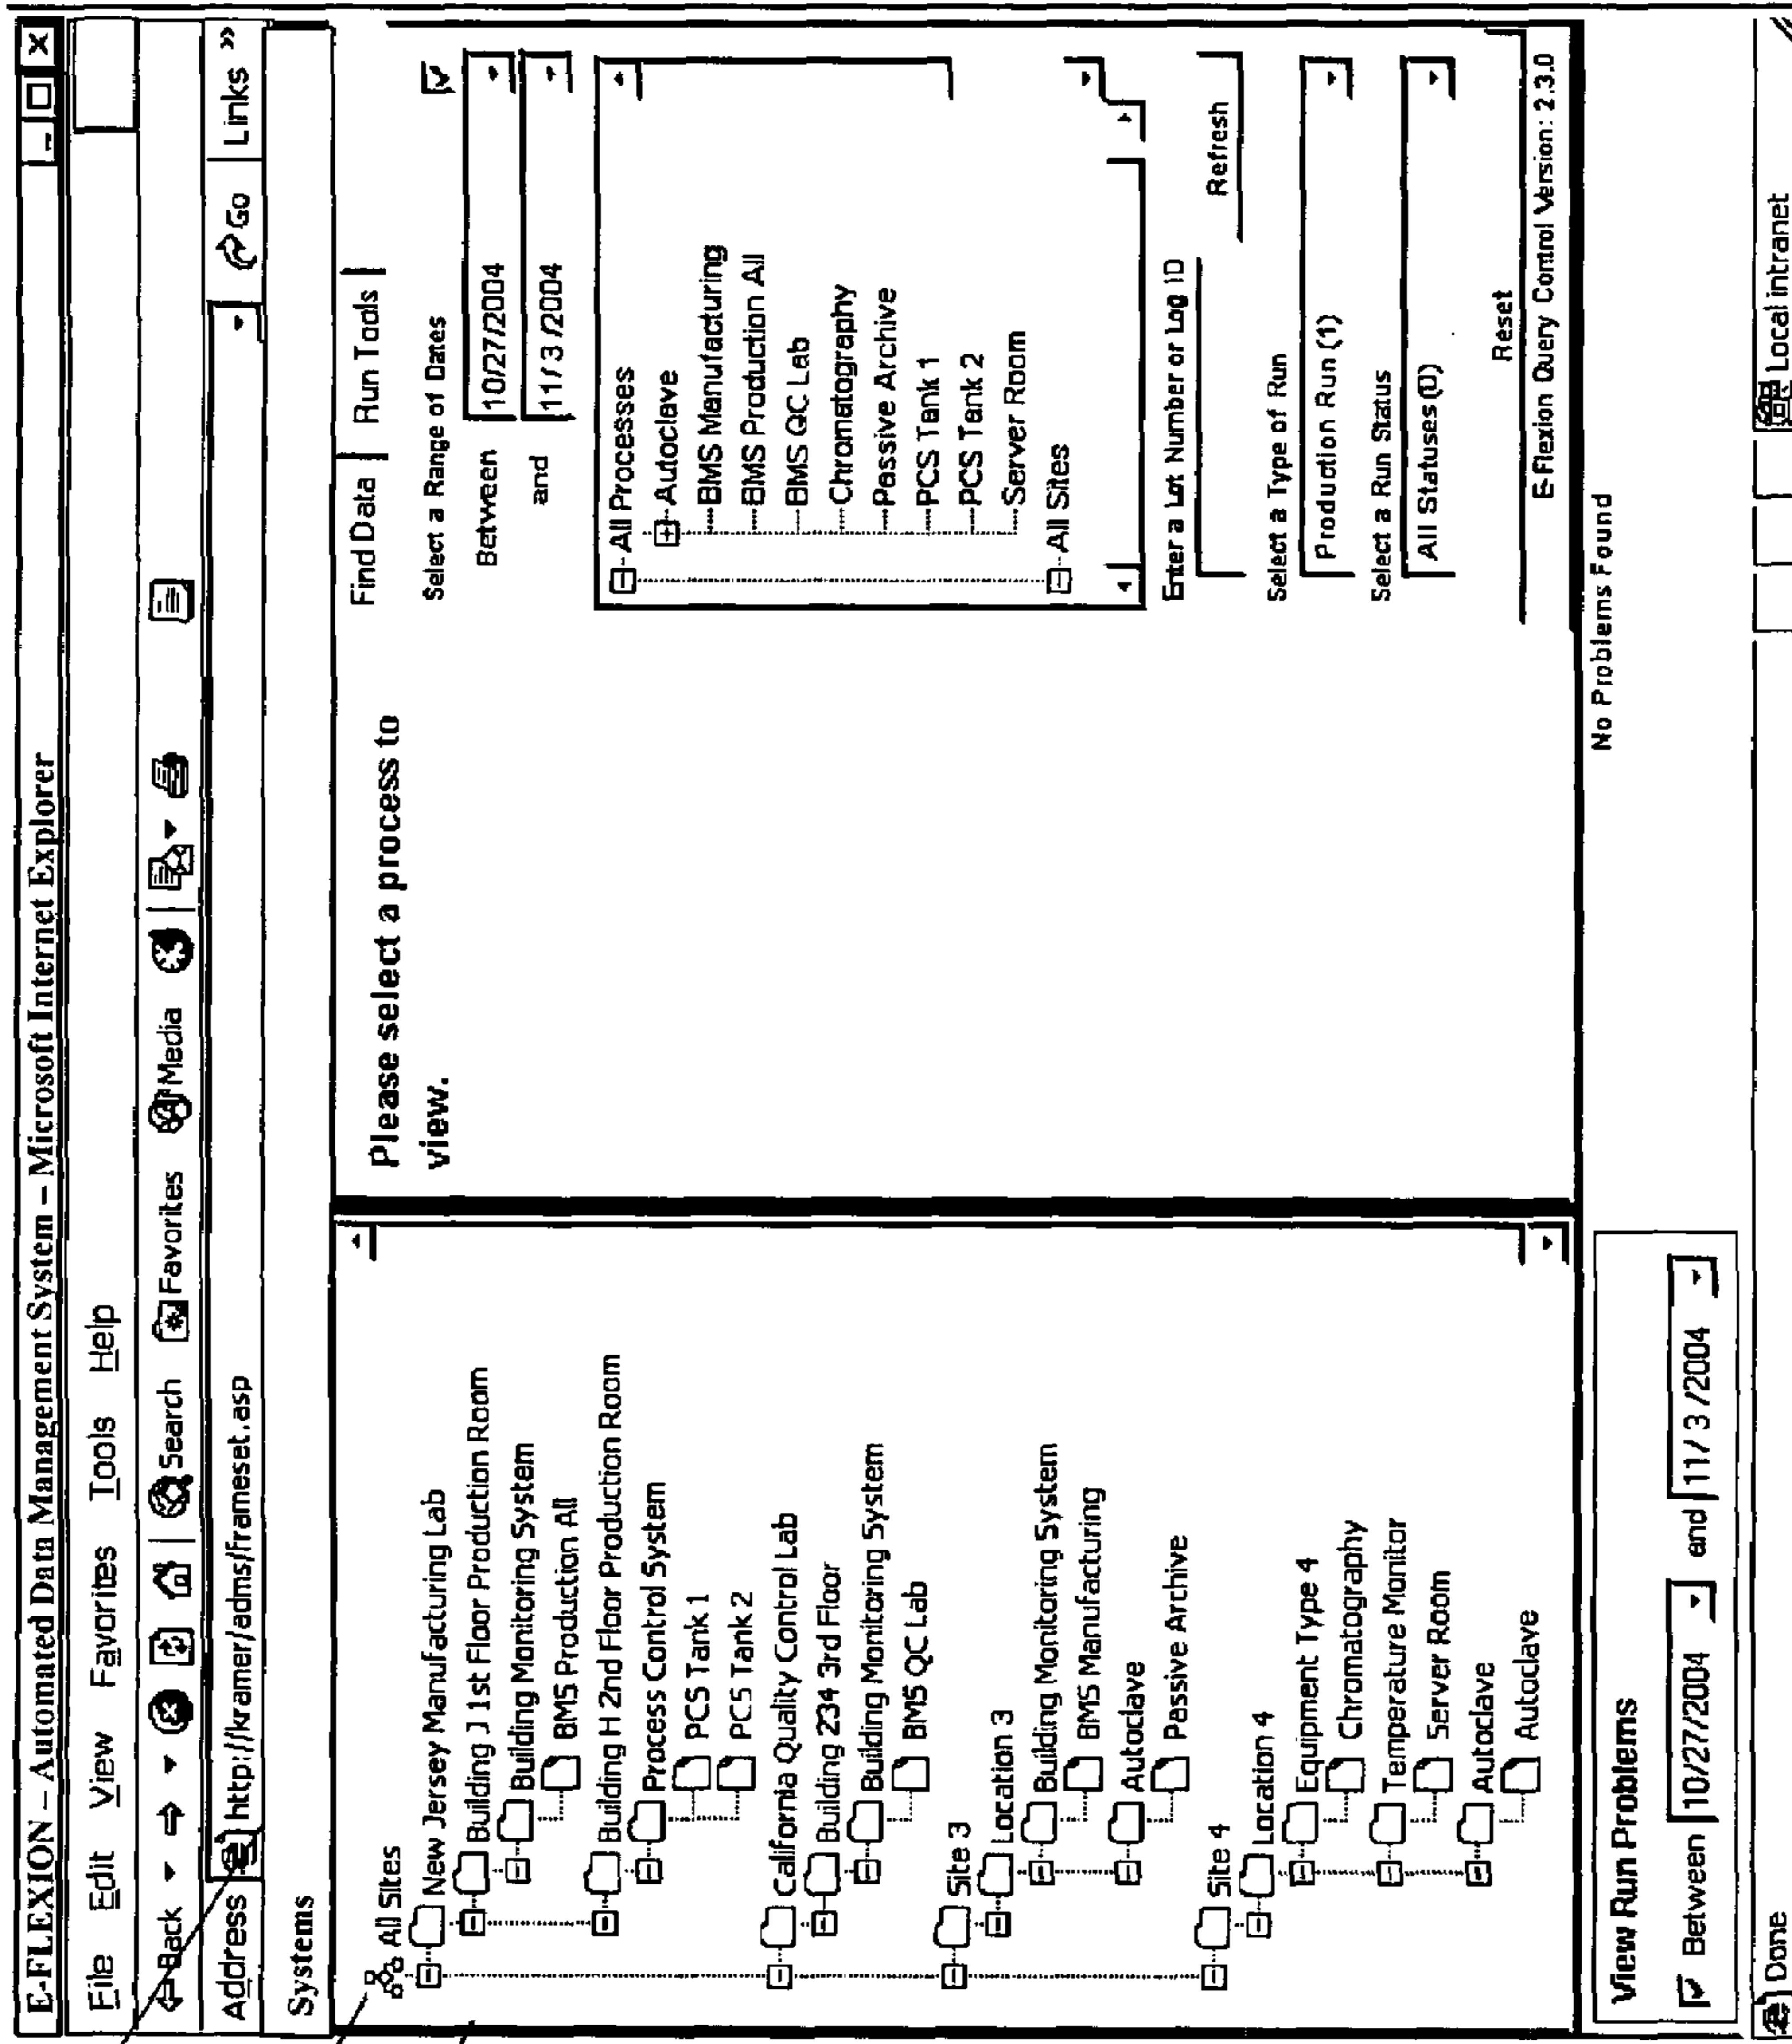 E-FLEXION – Automated Data Management System – Microsoft Internet Explorer
File Edit View Favorites Tools Help
Back Search Favorites Media
Address http://kramer/adms/frameset.asp Go Links »
Systems
All Sites
New Jersey Manufacturing Lab
Building J 1st Floor Production Room
Building Monitoring System
BMS Production All
Building H 2nd Floor Production Room
Process Control System
PCS Tank 1
PCS Tank 2
California Quality Control Lab
Building 234 3rd Floor
Building Monitoring System
BMS QC Lab
Site 3
Location 3
Building Monitoring System
BMS Manufacturing
Autoclave
Passive Archive
Site 4
Location 4
Equipment Type 4
Chromatography
Temperature Monitor
Server Room
Autoclave
Autoclave
Please select a process to
view.
Find Data Run Tools
Select a Range of Dates
Between 10/27/2004
and 11/3/2004
All Processes
Autoclave
BMS Manufacturing
BMS Production All
BMS QC Lab
Chromatography
Passive Archive
PCS Tank 1
PCS Tank 2
Server Room
All Sites
Enter a Lot Number or Log ID
Refresh
Select a Type of Run
Production Run (1)
Select a Run Status
All Statuses (0)
Reset
E-Flexion Query Control Version: 2.3.0
View Run Problems
Between 10/27/2004 and 11/3/2004
No Problems Found
Done Local intranet